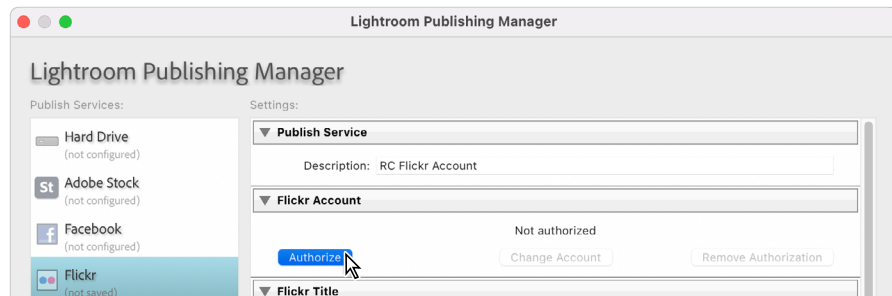 Lightroom Publishing Manager
Lightroom Publishing Manager
Publish Services:
Settings:
Hard Drive
(not configured)
St
Adobe Stock
(not configured)
f
Facebook
(not configured)
Flickr
(not saved)
Publish Service
Description: RC Flickr Account
Flickr Account
Not authorized
Authorize
Change Account
Remove Authorization
Flickr Title